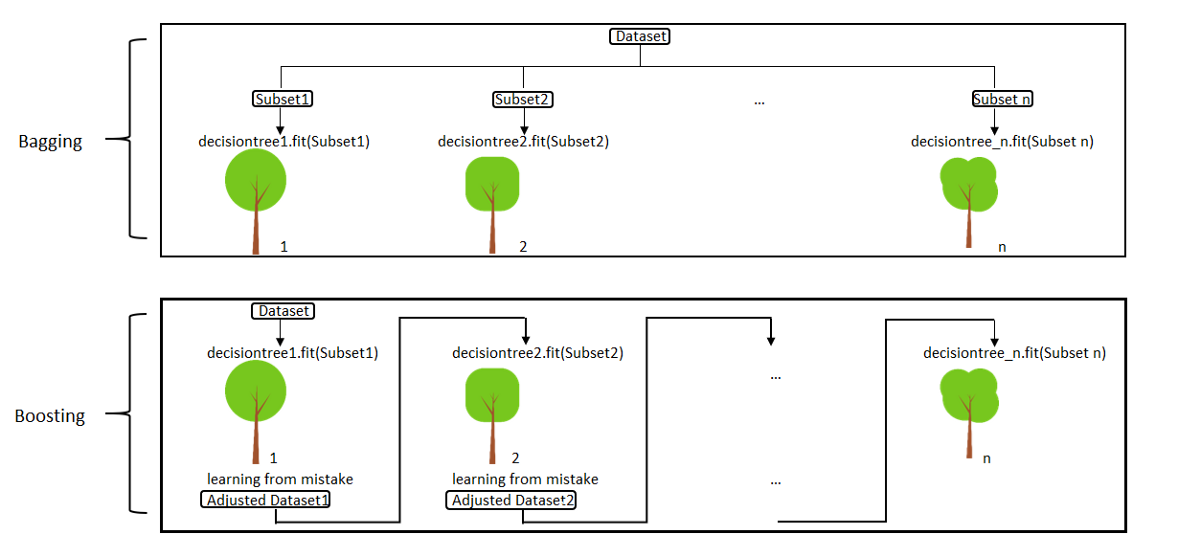 Dataset
Subset1 Subset2 ... Subset n
Bagging
decisiontree1.fit(Subset1) decisiontree2.fit(Subset2) decisiontree_n.fit(Subset n)
1 2 n
Dataset
decisiontree1.fit(Subset1) decisiontree2.fit(Subset2) decisiontree_n.fit(Subset n)
...
Boosting
1 2 n
learning from mistake learning from mistake ...
Adjusted Dataset1 Adjusted Dataset2